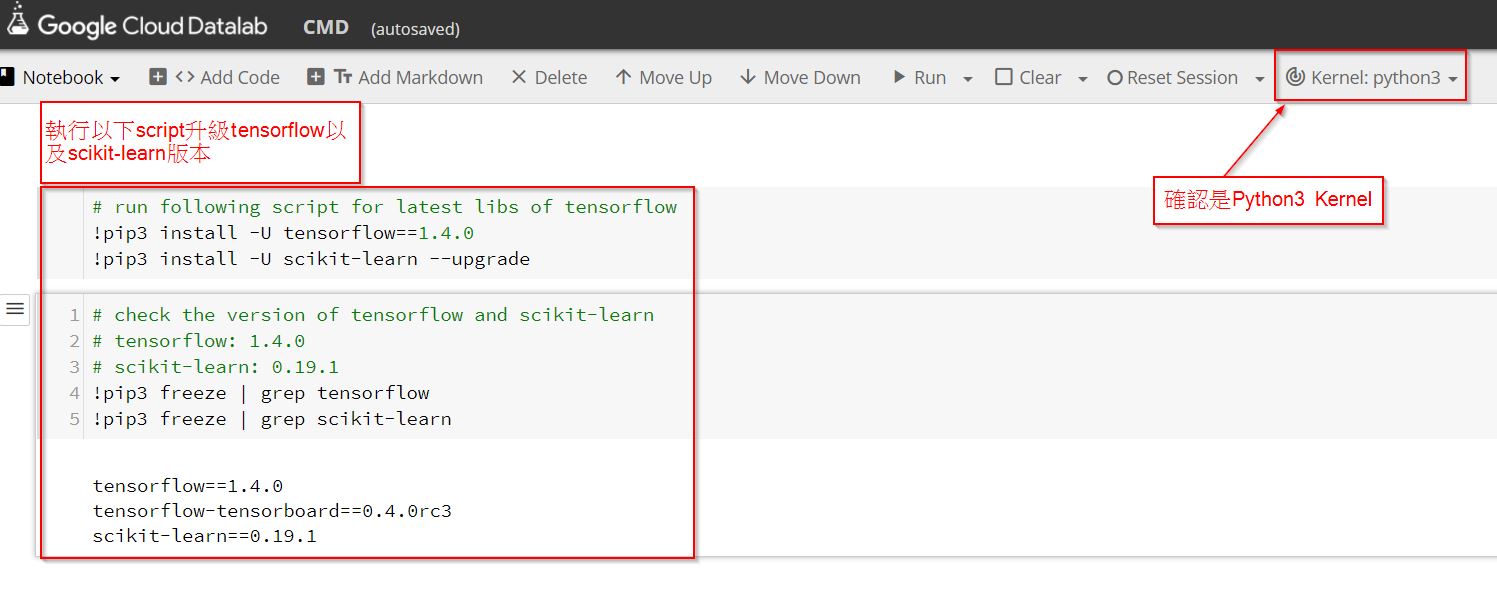 Google Cloud Datalab CMD (autosaved)
Notebook <> Add Code Tт Add Markdown Delete Move Up Move Down Run Clear Reset Session Kernel: python3
執行以下script升級tensorflow以
及scikit-learn版本
確認是Python3 Kernel
# run following script for latest libs of tensorflow
!pip3 install -U tensorflow==1.4.0
!pip3 install -U scikit-learn --upgrade
1 # check the version of tensorflow and scikit-learn
2 # tensorflow: 1.4.0
3 # scikit-learn: 0.19.1
4 !pip3 freeze | grep tensorflow
5 !pip3 freeze | grep scikit-learn
tensorflow==1.4.0
tensorflow-tensorboard==0.4.0rc3
scikit-learn==0.19.1